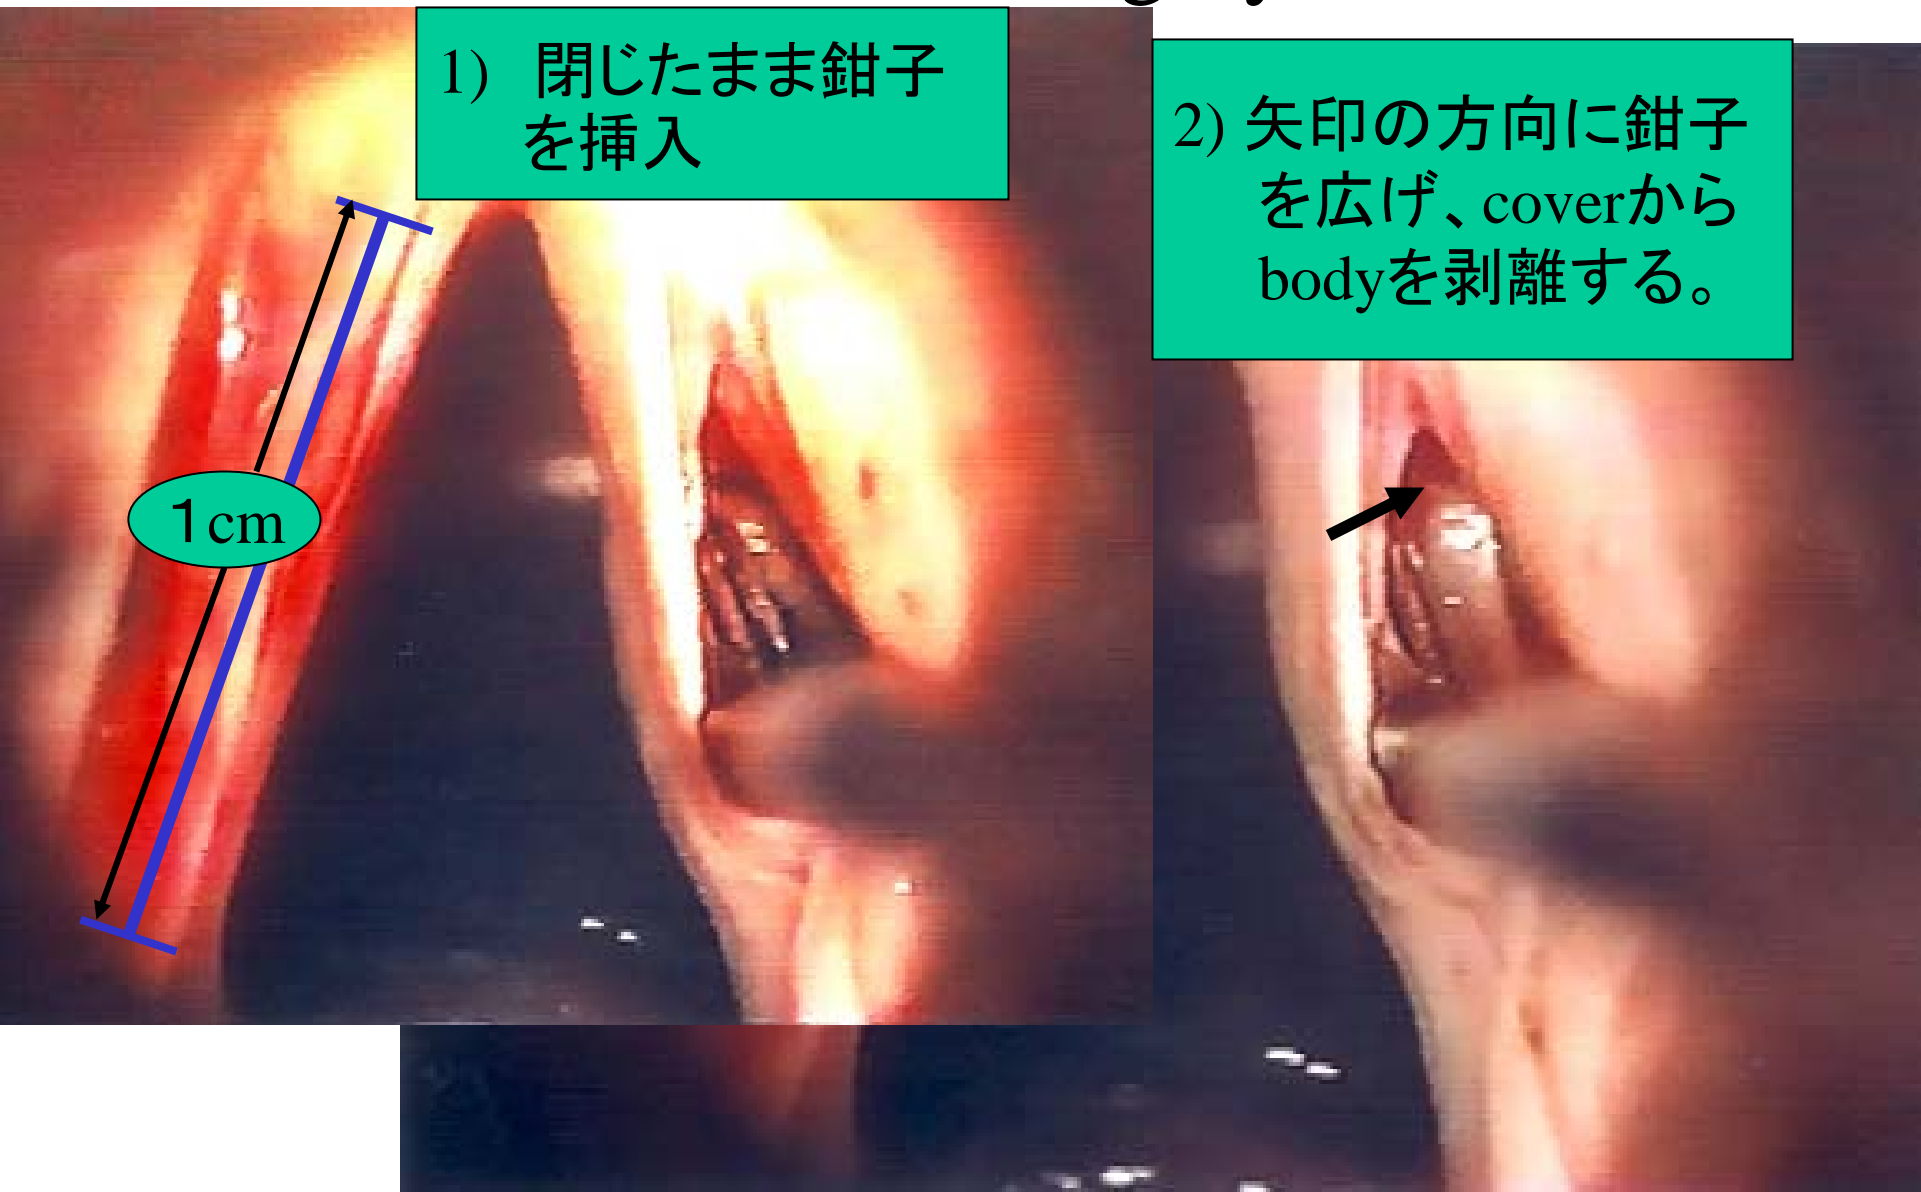 1) 閉じたまま鉗子
を挿入
2) 矢印の方向に鉗子
を広げ、coverから
bodyを剥離する。
1cm